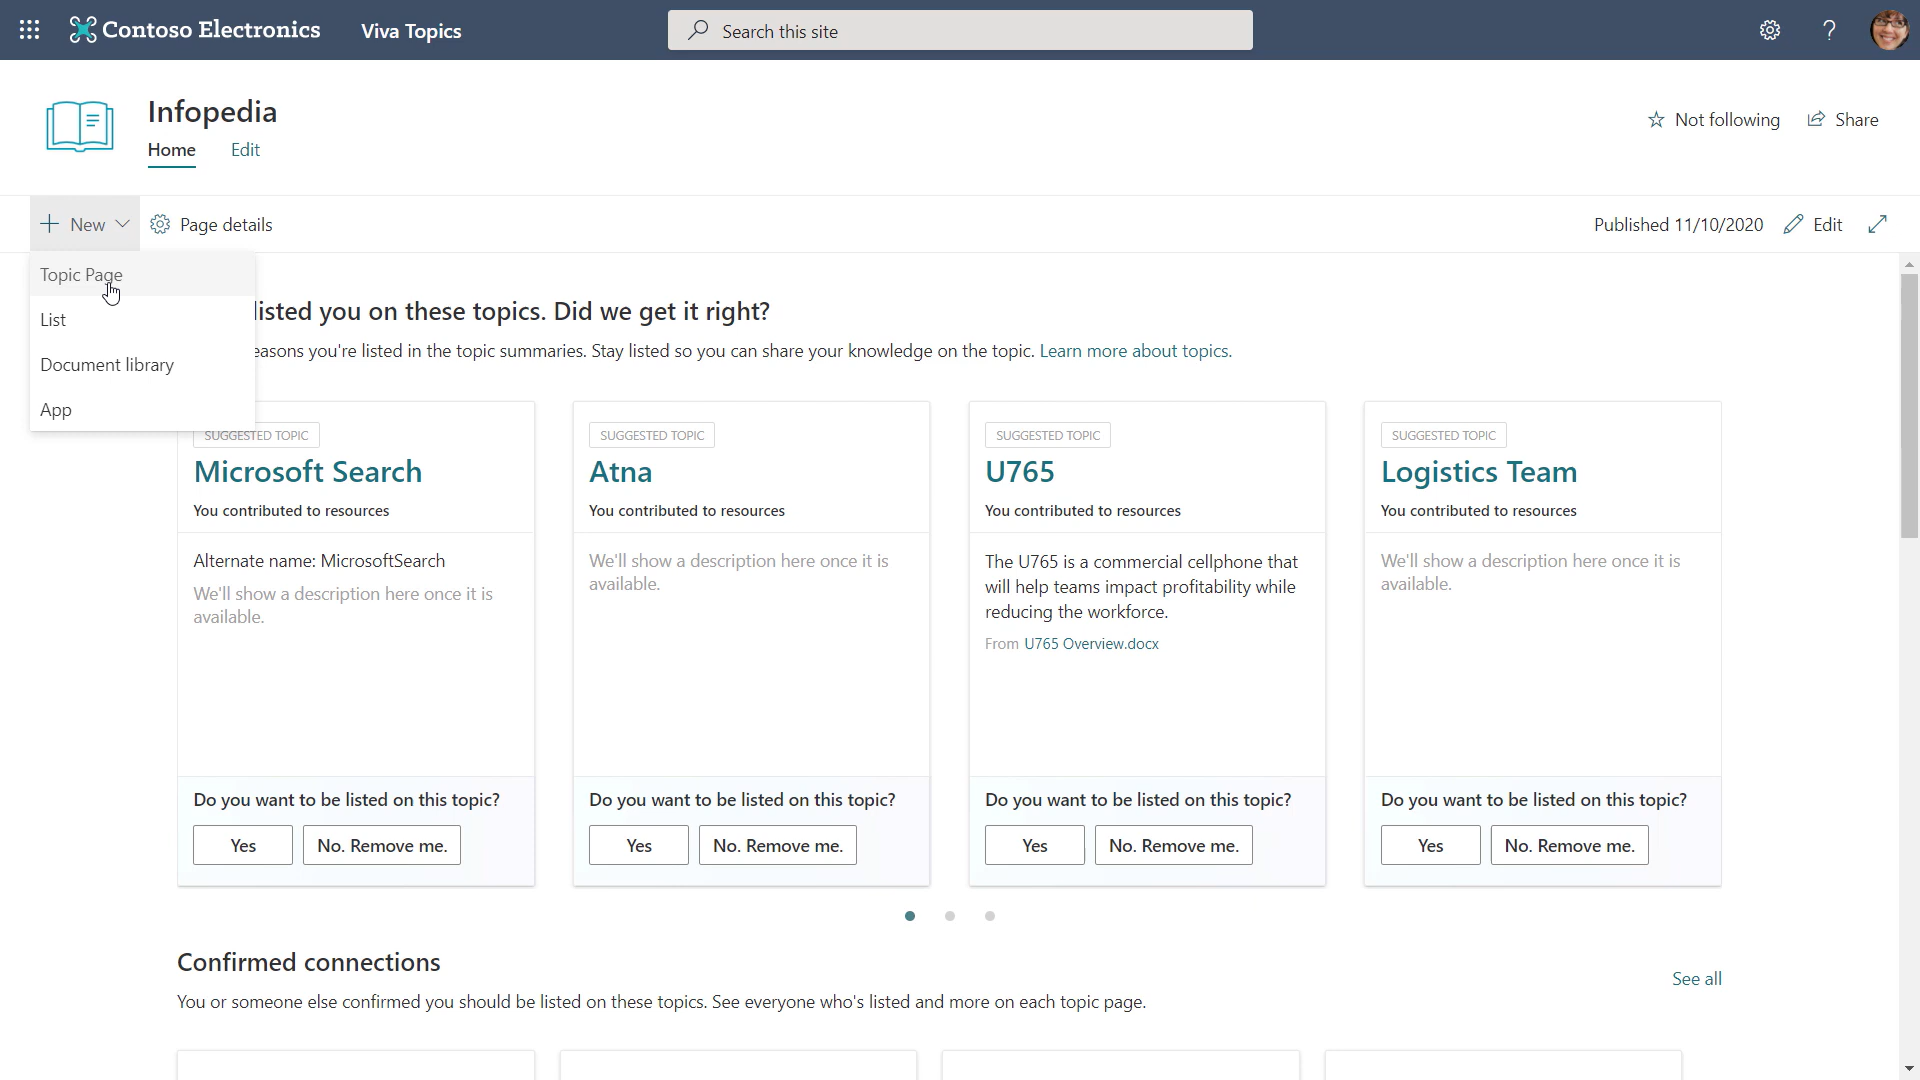 Contoso Electronics
Viva Topics
Search this site
Infopedia
Not following
Share
Home
Edit
New
Page details
Published 11/10/2020
Edit
Topic Page
List
Document library
App
listed you on these topics. Did we get it right?
easons you're listed in the topic summaries. Stay listed so you can share your knowledge on the topic. Learn more about topics.
SUGGESTED TOPIC
Microsoft Search
You contributed to resources
Alternate name: MicrosoftSearch
We'll show a description here once it is
available.
Do you want to be listed on this topic?
Yes
No. Remove me.
SUGGESTED TOPIC
Atna
You contributed to resources
We'll show a description here once it is
available.
Do you want to be listed on this topic?
Yes
No. Remove me.
SUGGESTED TOPIC
U765
You contributed to resources
The U765 is a commercial cellphone that
will help teams impact profitability while
reducing the workforce.
From U765 Overview.docx
Do you want to be listed on this topic?
Yes
No. Remove me.
SUGGESTED TOPIC
Logistics Team
You contributed to resources
We'll show a description here once it is
available.
Do you want to be listed on this topic?
Yes
No. Remove me.
Confirmed connections
See all
You or someone else confirmed you should be listed on these topics. See everyone who's listed and more on each topic page.